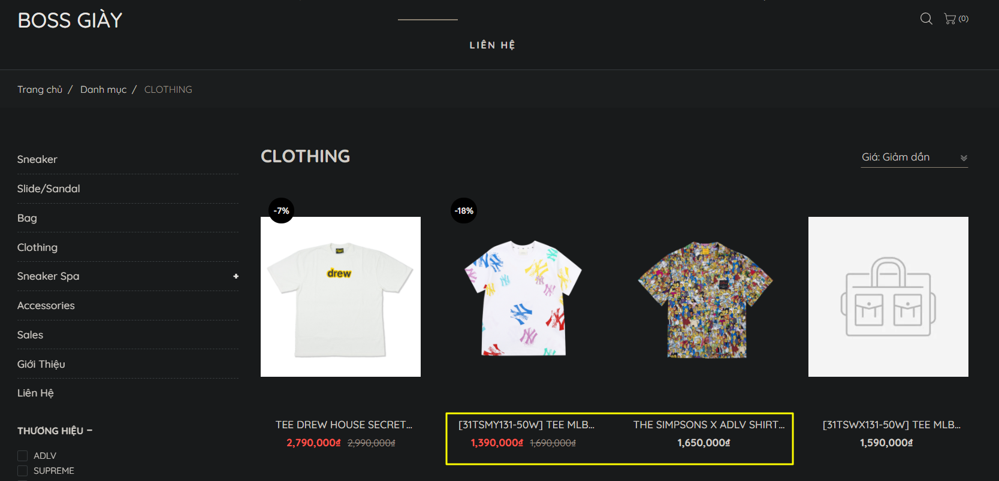 BOSS GIÀY
(0)
LIÊN HỆ
Trang chủ / Danh mục / CLOTHING
Sneaker
Slide/Sandal
Bag
Clothing
Sneaker Spa +
Accessories
Sales
Giới Thiệu
Liên Hệ
THƯƠNG HIỆU −
ADLV
SUPREME
CLOTHING
Giá: Giảm dần
-7%
drew
TEE DREW HOUSE SECRET...
2,790,000₫ 2,990,000₫
-18%
NY
[31TSMY131-50W] TEE MLB...
1,390,000₫ 1,690,000₫
THE SIMPSONS X ADLV SHIRT...
1,650,000₫
[31TSWX131-50W] TEE MLB...
1,590,000₫